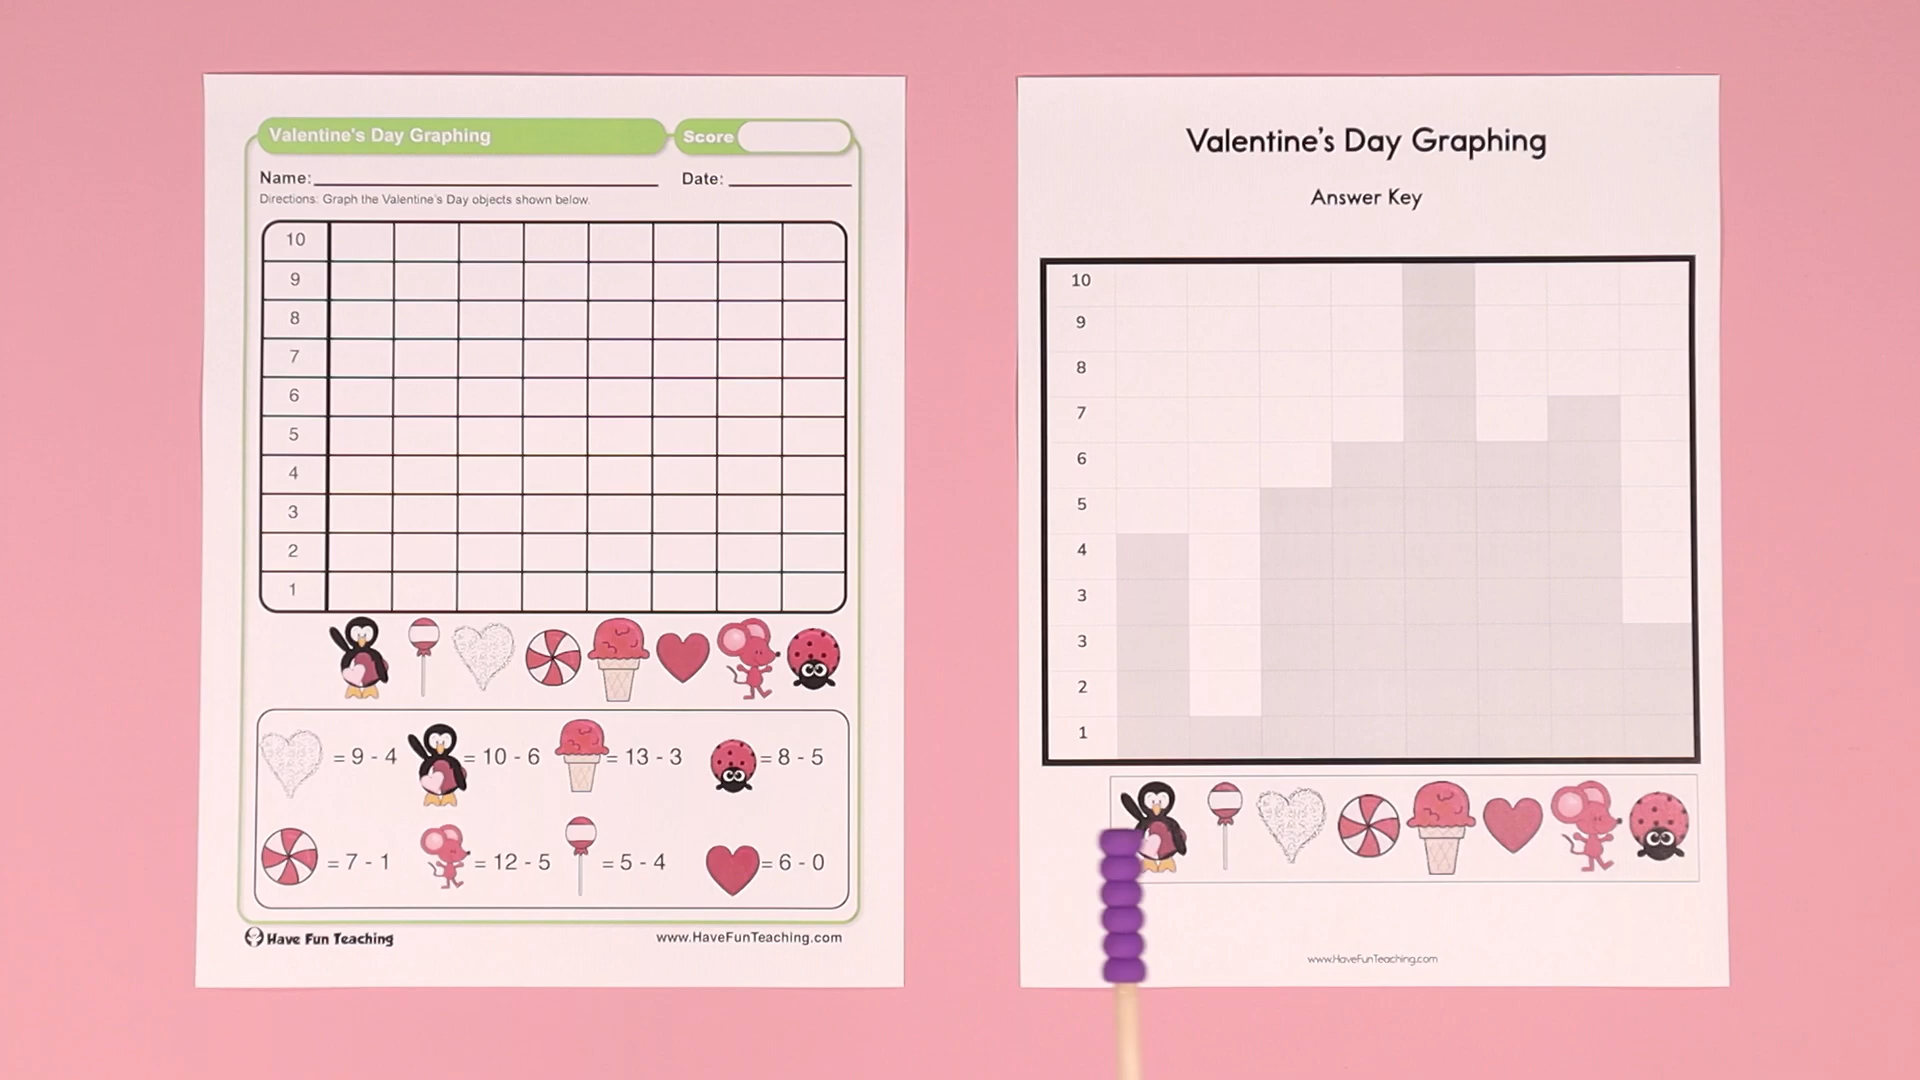 Valentine's Day Graphing
Score
Name:
Date:
Directions: Graph the Valentine's Day objects shown below.
10
9
8
7
6
5
4
3
2
1
= 9 - 4
= 10 - 6
= 13 - 3
= 8 - 5
= 7 - 1
= 12 - 5
= 5 - 4
= 6 - 0
Have Fun Teaching
www.HaveFunTeaching.com
Valentine's Day Graphing
Answer Key
10
9
8
7
6
5
4
3
3
2
1
www.HaveFunTeaching.com